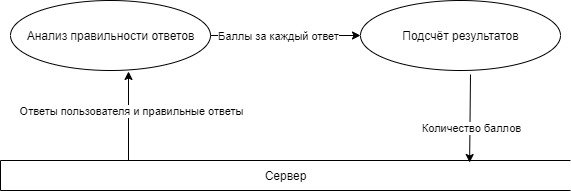 Анализ правильности ответов
Баллы за каждый ответ
Подсчёт результатов
Ответы пользователя и правильные ответы
Количество баллов
Сервер